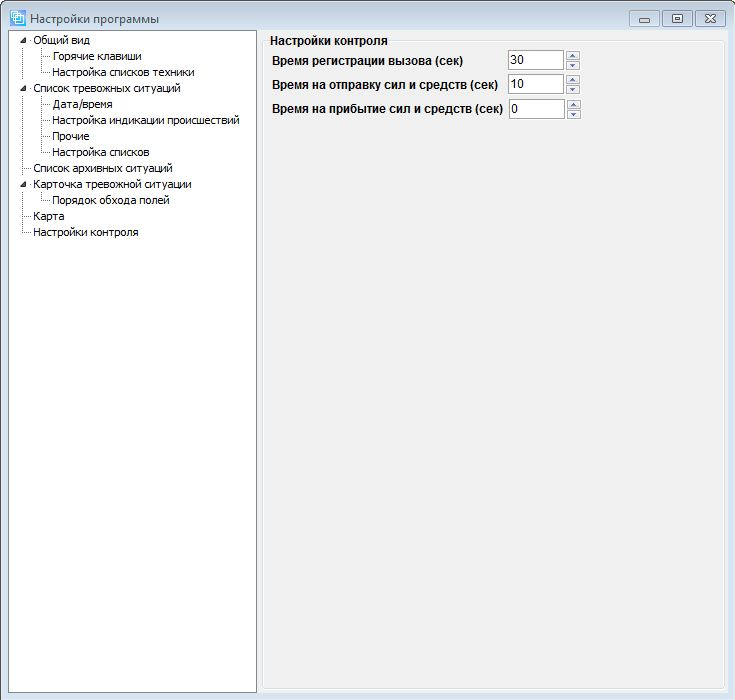 Настройки программы
Общий вид
Горячие клавиши
Настройка списков техники
Список тревожных ситуаций
Дата/время
Настройка индикации происшествий
Прочие
Настройка списков
Список архивных ситуаций
Карточка тревожной ситуации
Порядок обхода полей
Карта
Настройки контроля
Настройки контроля
Время регистрации вызова (сек) 30
Время на отправку сил и средств (сек) 10
Время на прибытие сил и средств (сек) 0